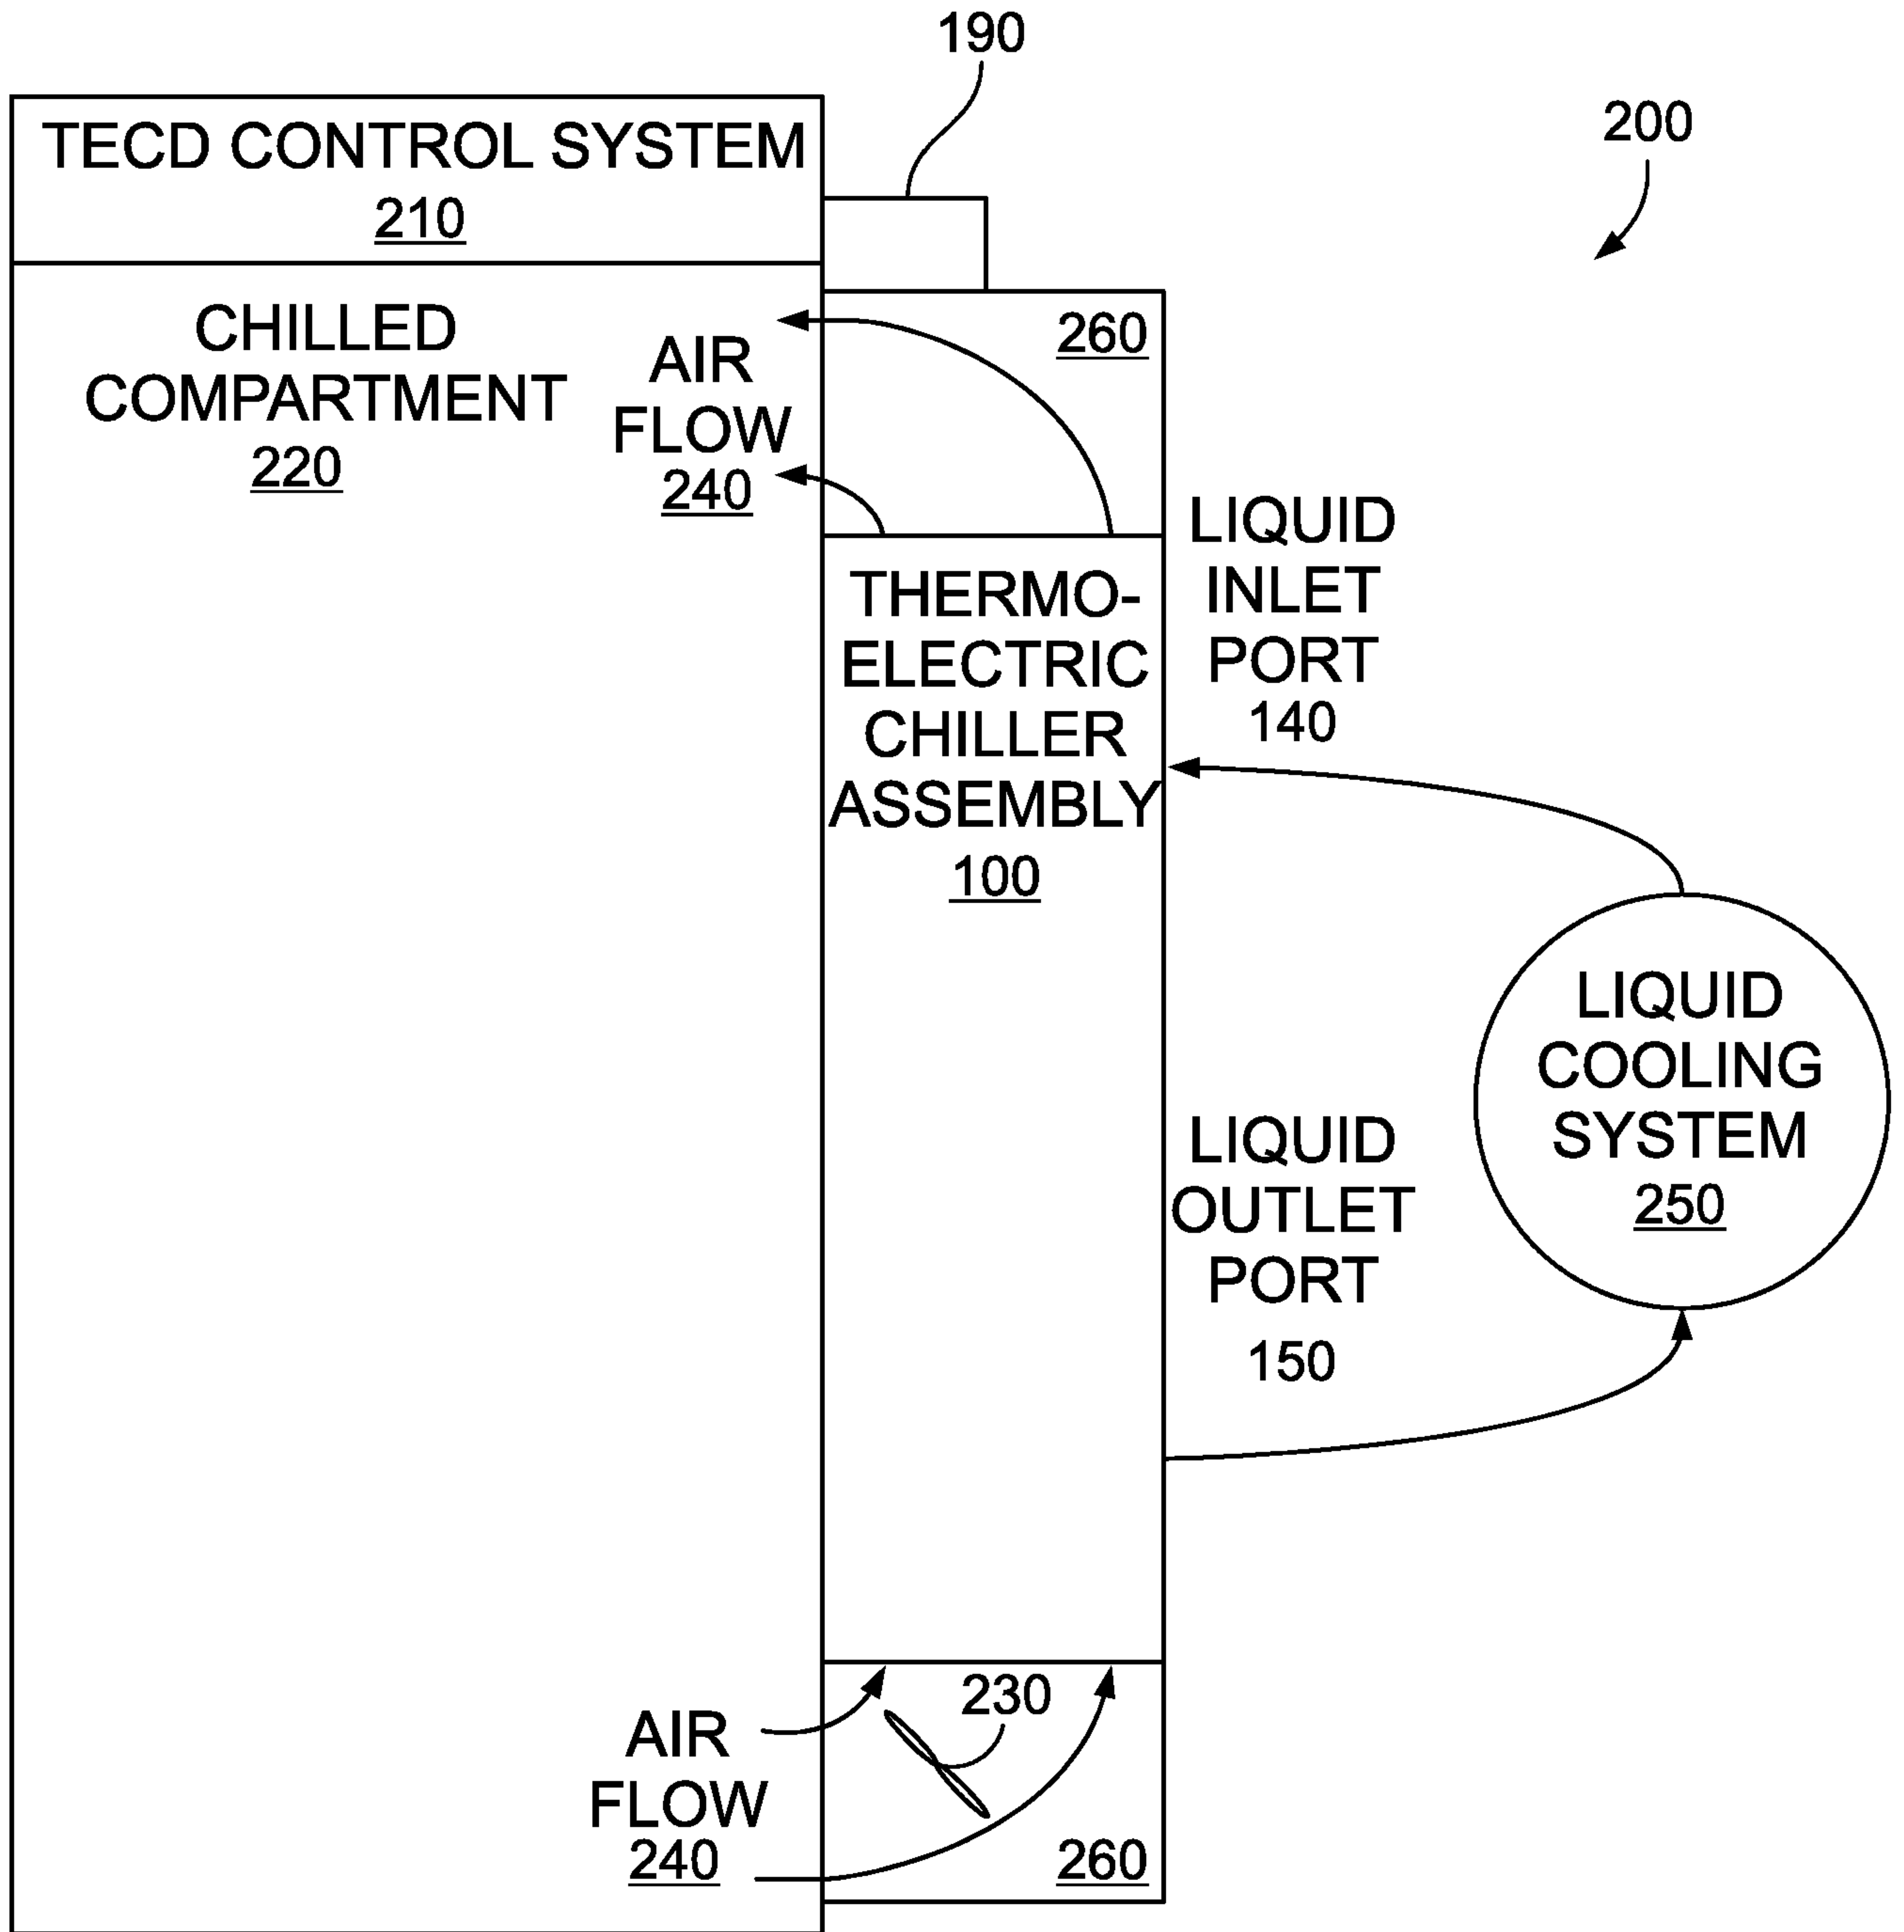 190
200
TECD CONTROL SYSTEM
210
CHILLED
COMPARTMENT
220
AIR
FLOW
240
260
THERMO-
ELECTRIC
CHILLER
ASSEMBLY
100
LIQUID
INLET
PORT
140
LIQUID
COOLING
SYSTEM
250
LIQUID
OUTLET
PORT
150
AIR
FLOW
240
230
260